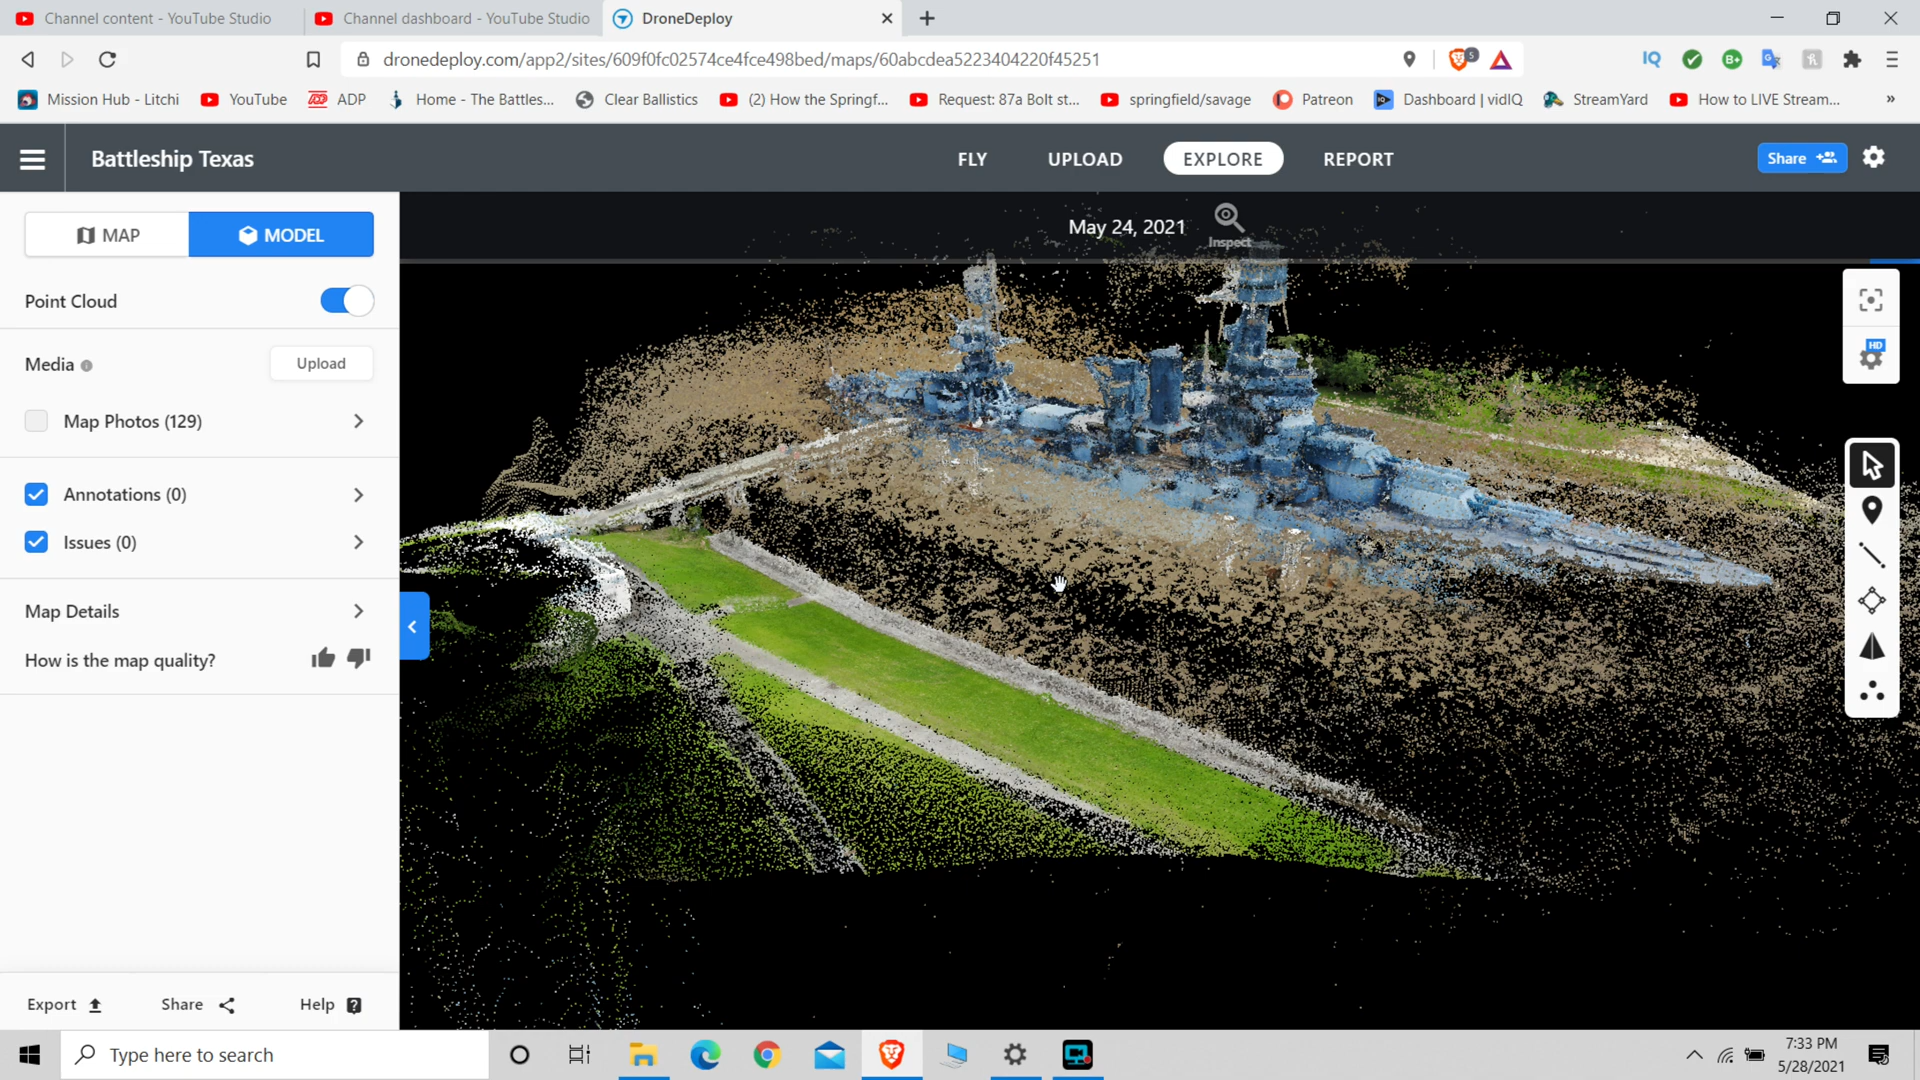 Channel content - YouTube Studio
Channel dashboard - YouTube Studio
DroneDeploy
dronedeploy.com/app2/sites/609f0fc02574ce4fce498bed/maps/60abcdea5223404220f45251
5
IQ
B+
Mission Hub - Litchi
YouTube
ADP
Home - The Battles...
Clear Ballistics
(2) How the Springf...
Request: 87a Bolt st...
springfield/savage
Patreon
Dashboard | vidIQ
StreamYard
How to LIVE Stream...
»
Battleship Texas
FLY
UPLOAD
EXPLORE
REPORT
Share
MAP
MODEL
May 24, 2021
Inspect
Point Cloud
HD
Media
Upload
Map Photos (129)
Annotations (0)
Issues (0)
Map Details
How is the map quality?
Export
Share
Help
Type here to search
7:33 PM
5/28/2021